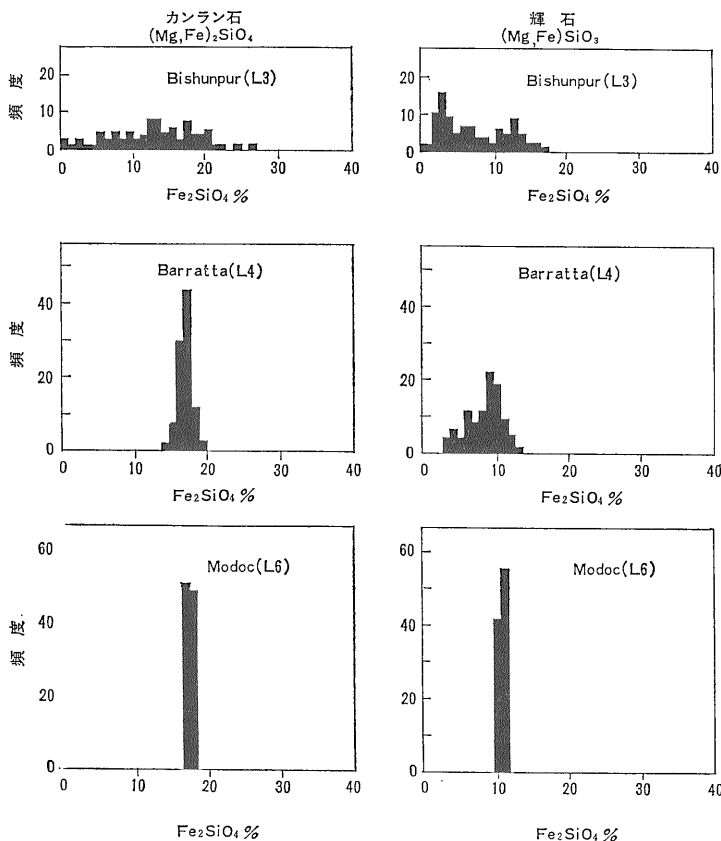 カンラン石
(Mg,Fe)₂SiO₄
輝石
(Mg,Fe)SiO₃
頻度
20
10
0
Bishunpur(L3)
0 10 20 30 40
Fe₂SiO₄ %
20
10
0
Bishunpur(L3)
0 10 20 30 40
Fe₂SiO₄ %
頻度
40
20
0
Barratta(L4)
0 10 20 30 40
Fe₂SiO₄ %
40
20
0
Barratta(L4)
0 10 20 30 40
Fe₂SiO₄ %
頻度.
60
40
20
0
Modoc(L6)
0 10 20 30 40
Fe₂SiO₄ %
60
40
20
0
Modoc(L6)
0 10 20 30 40
Fe₂SiO₄ %